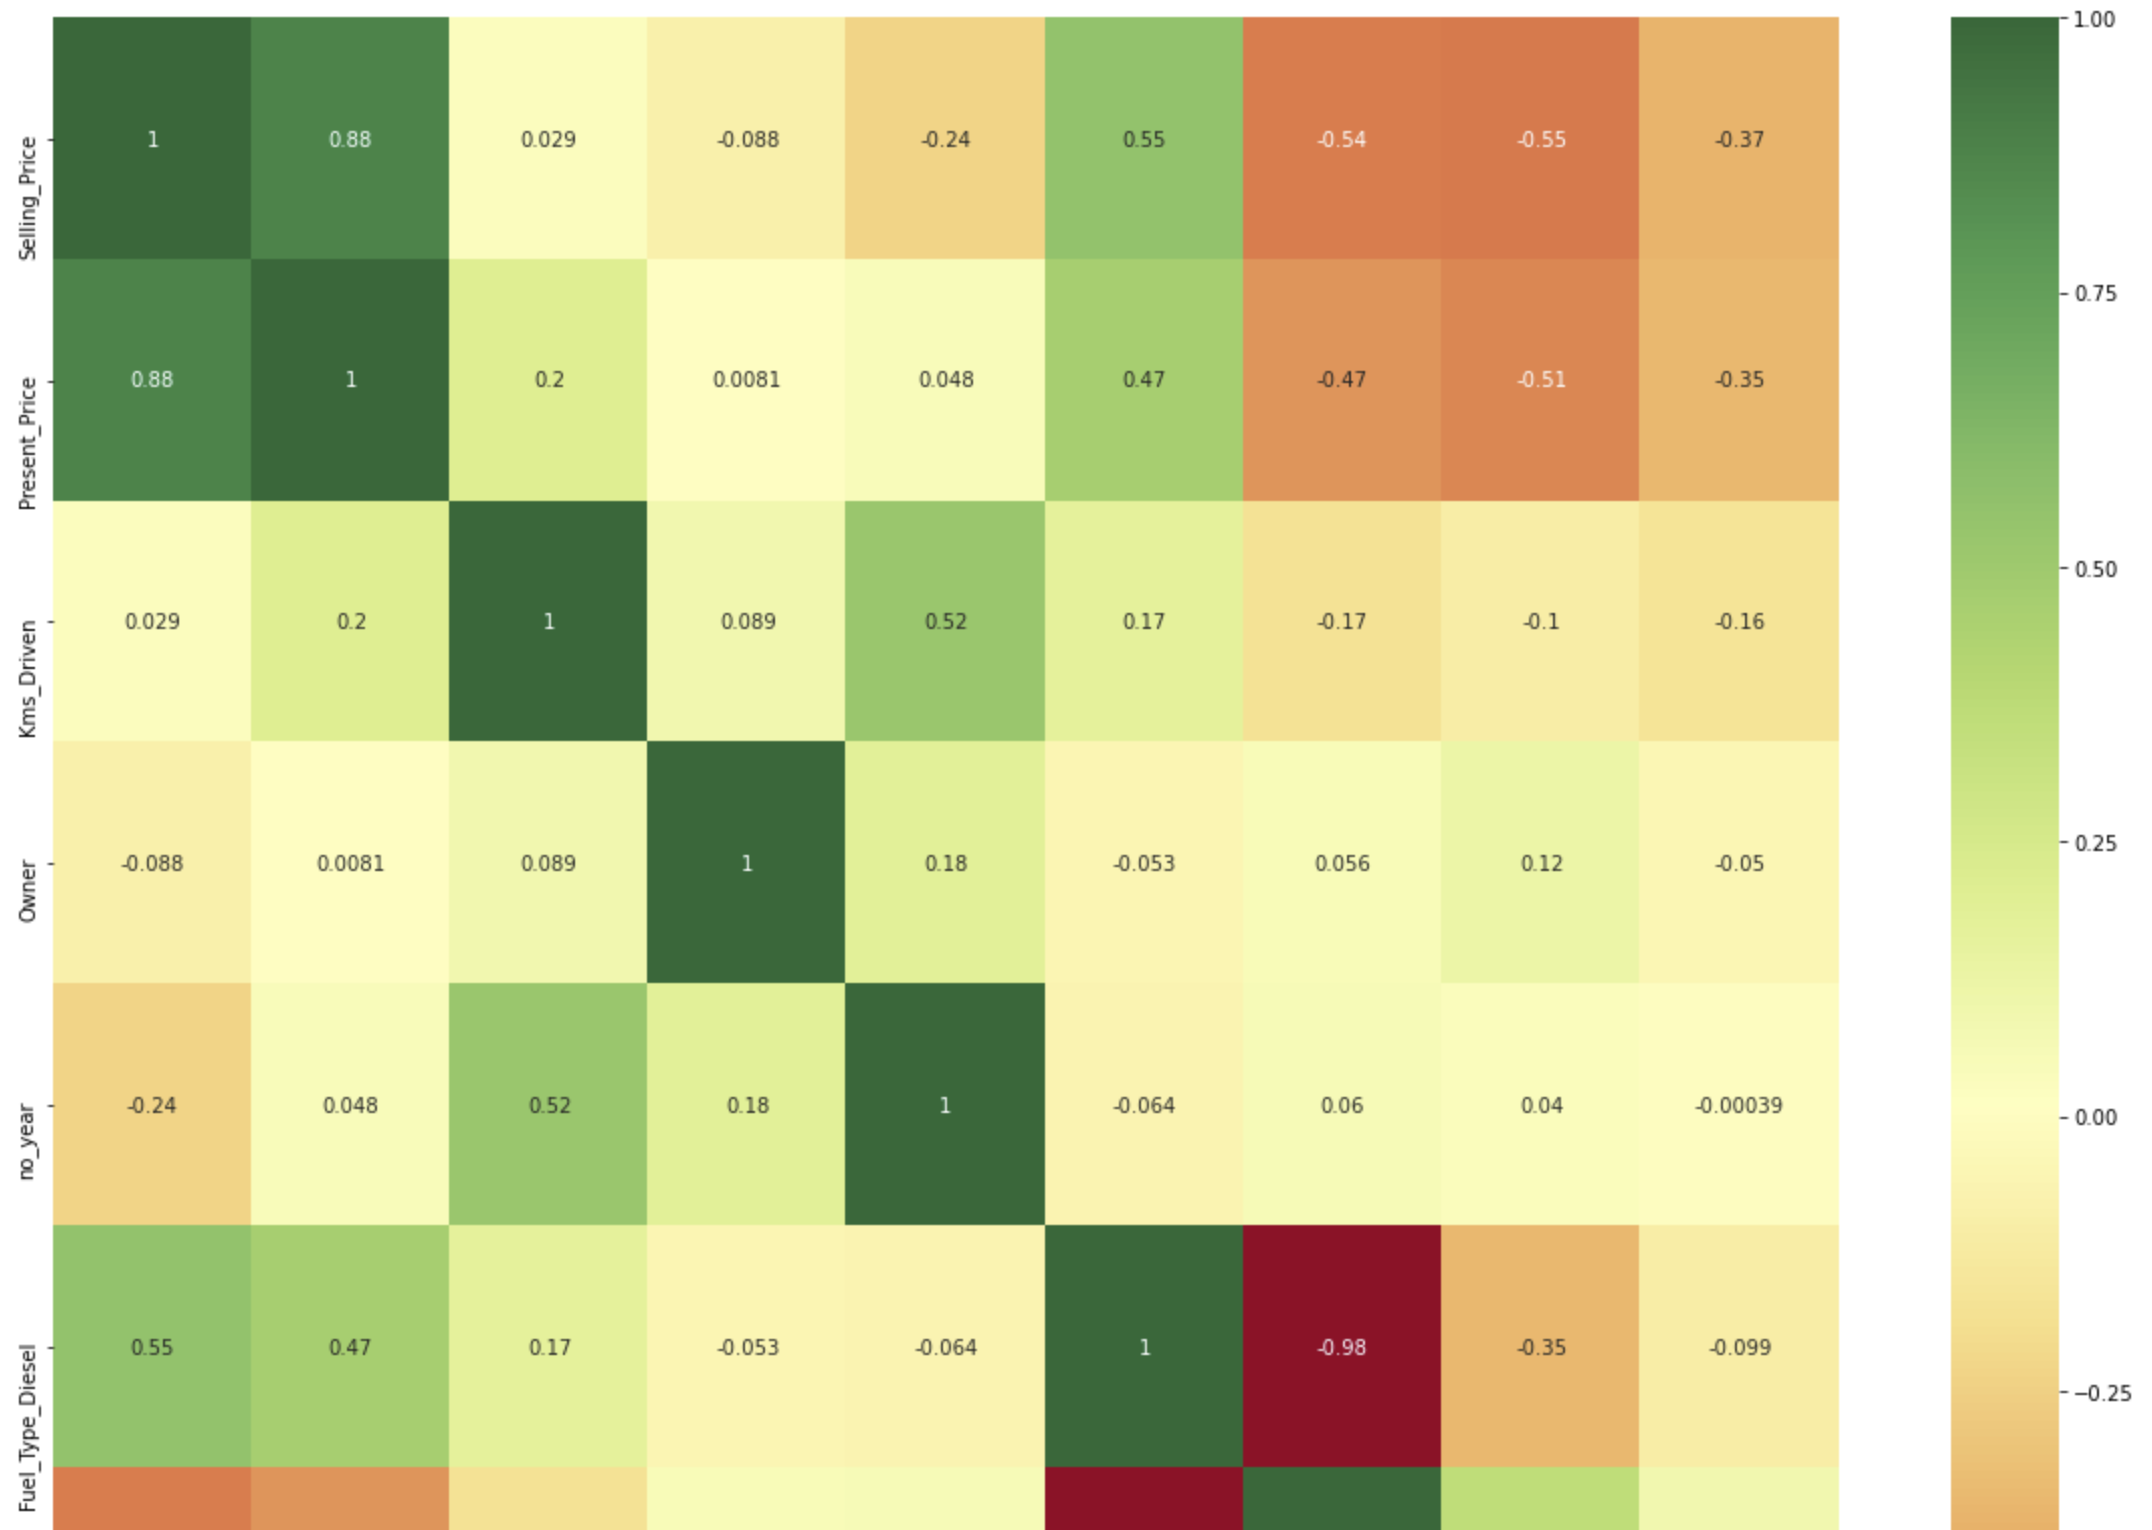 Selling_Price 1 0.88 0.029 -0.088 -0.24 0.55 -0.54 -0.55 -0.37
Present_Price 0.88 1 0.2 0.0081 0.048 0.47 -0.47 -0.51 -0.35
Kms_Driven 0.029 0.2 1 0.089 0.52 0.17 -0.17 -0.1 -0.16
Owner -0.088 0.0081 0.089 1 0.18 -0.053 0.056 0.12 -0.05
no_year -0.24 0.048 0.52 0.18 1 -0.064 0.06 0.04 -0.00039
Fuel_Type_Diesel 0.55 0.47 0.17 -0.053 -0.064 1 -0.98 -0.35 -0.099
1.00
0.75
0.50
0.25
0.00
−0.25